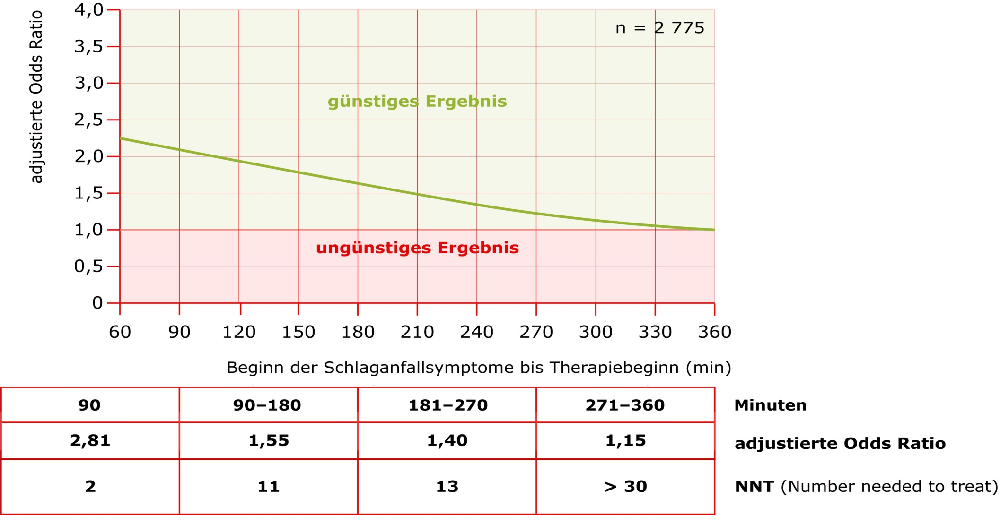 adjustierte Odds Ratio
4,0
3,5
3,0
2,5
2,0
1,5
1,0
0,5
0
n = 2 775
günstiges Ergebnis
ungünstiges Ergebnis
60 90 120 150 180 210 240 270 300 330 360
Beginn der Schlaganfallsymptome bis Therapiebeginn (min)
90 90–180 181–270 271–360 Minuten
2,81 1,55 1,40 1,15 adjustierte Odds Ratio
2 11 13 > 30 NNT (Number needed to treat)